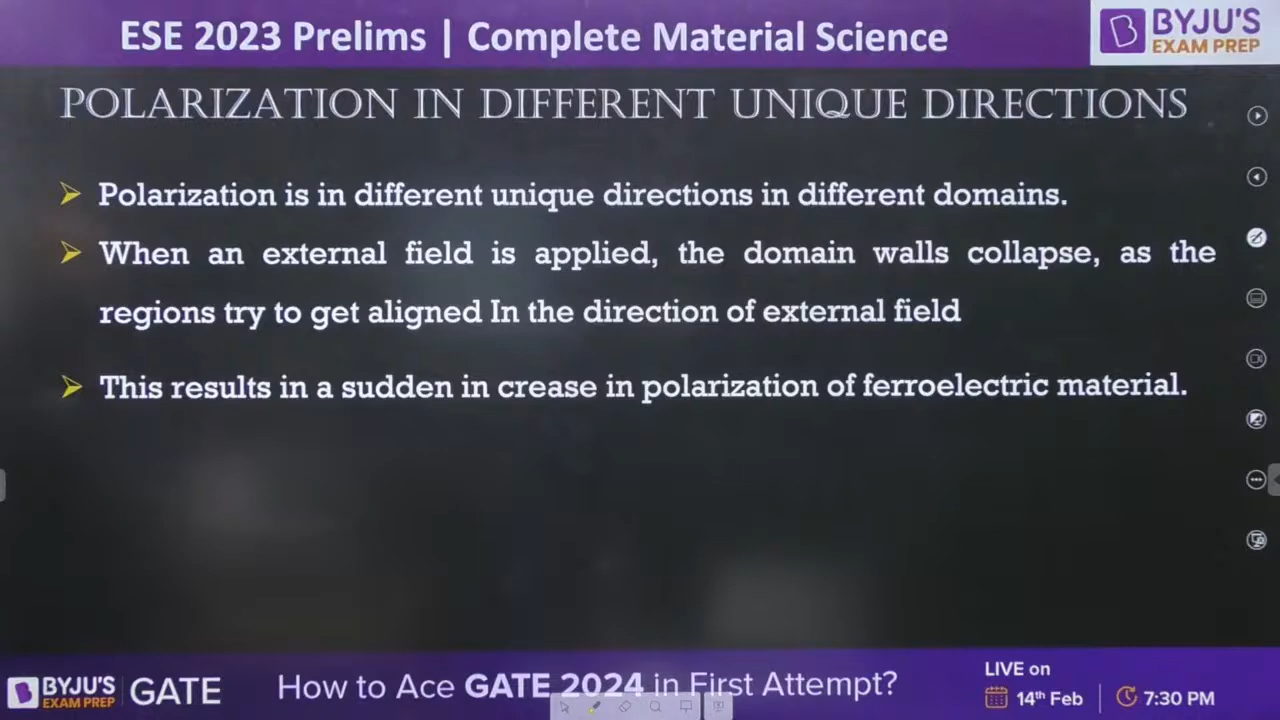 ESE 2023 Prelims | Complete Material Science
BYJU'S
EXAM PREP
POLARIZATION IN DIFFERENT UNIQUE DIRECTIONS
Polarization is in different unique directions in different domains.
When an external field is applied, the domain walls collapse, as the
regions try to get aligned In the direction of external field
This results in a sudden in crease in polarization of ferroelectric material.
BYJU'S
EXAM PREP
GATE
How to Ace GATE 2024 in First Attempt?
LIVE on
14th Feb
7:30 PM